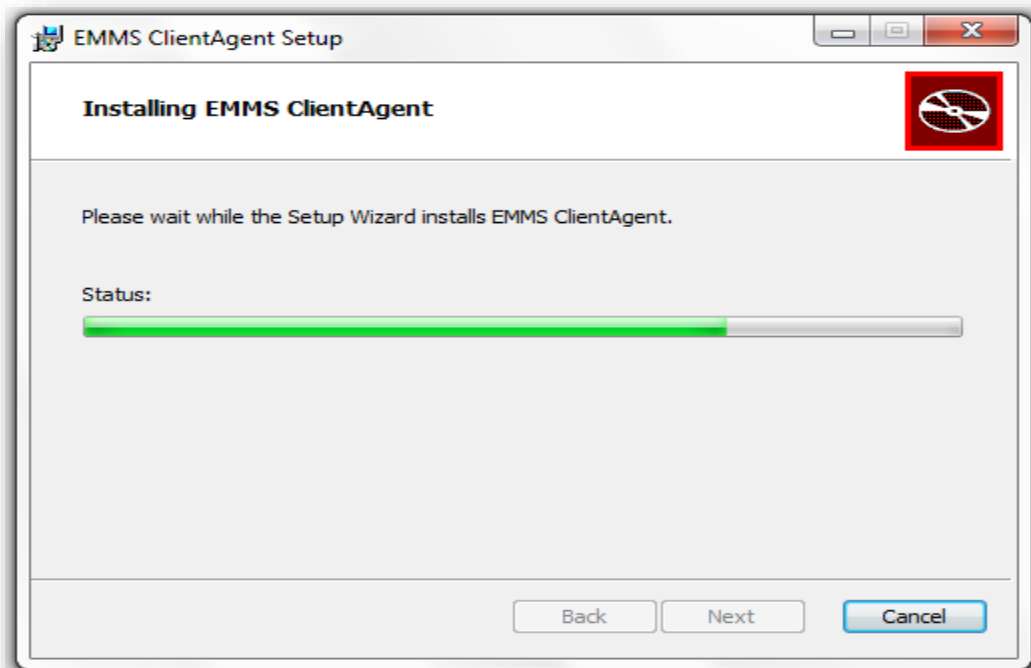 EMMS ClientAgent Setup
Installing EMMS ClientAgent
Please wait while the Setup Wizard installs EMMS ClientAgent.
Status:
Back Next Cancel